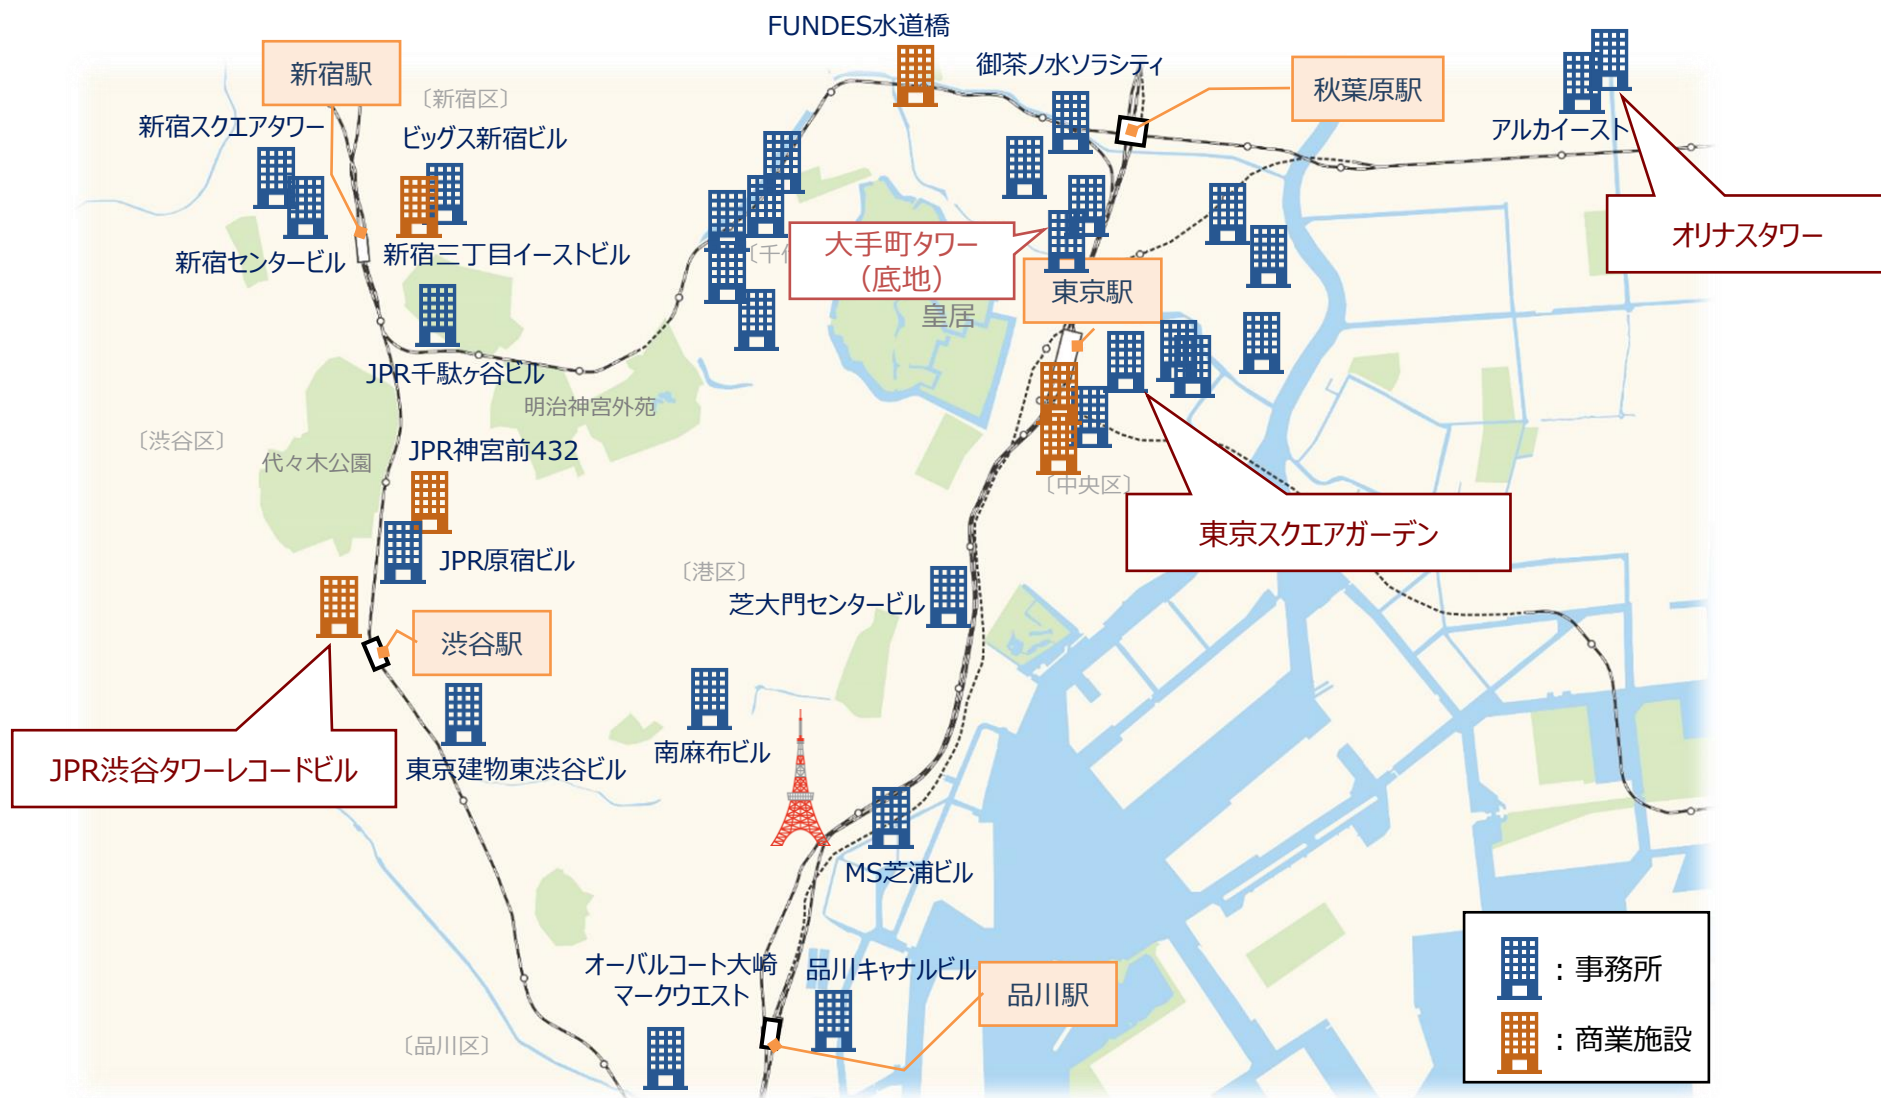 FUNDES水道橋
新宿駅
御茶ノ水ソラシティ
秋葉原駅
〔新宿区〕
新宿スクエアタワー
ビッグス新宿ビル
アルカイースト
オリナスタワー
大手町タワー
（底地）
〔千代
新宿センタービル
新宿三丁目イーストビル
東京駅
皇居
JPR千駄ヶ谷ビル
明治神宮外苑
〔渋谷区〕
代々木公園
JPR神宮前432
〔中央区〕
東京スクエアガーデン
JPR原宿ビル
〔港区〕
芝大門センタービル
渋谷駅
JPR渋谷タワーレコードビル
東京建物東渋谷ビル
南麻布ビル
MS芝浦ビル
オーバルコート大崎
マークウエスト
品川キャナルビル
品川駅
〔品川区〕
：事務所
：商業施設